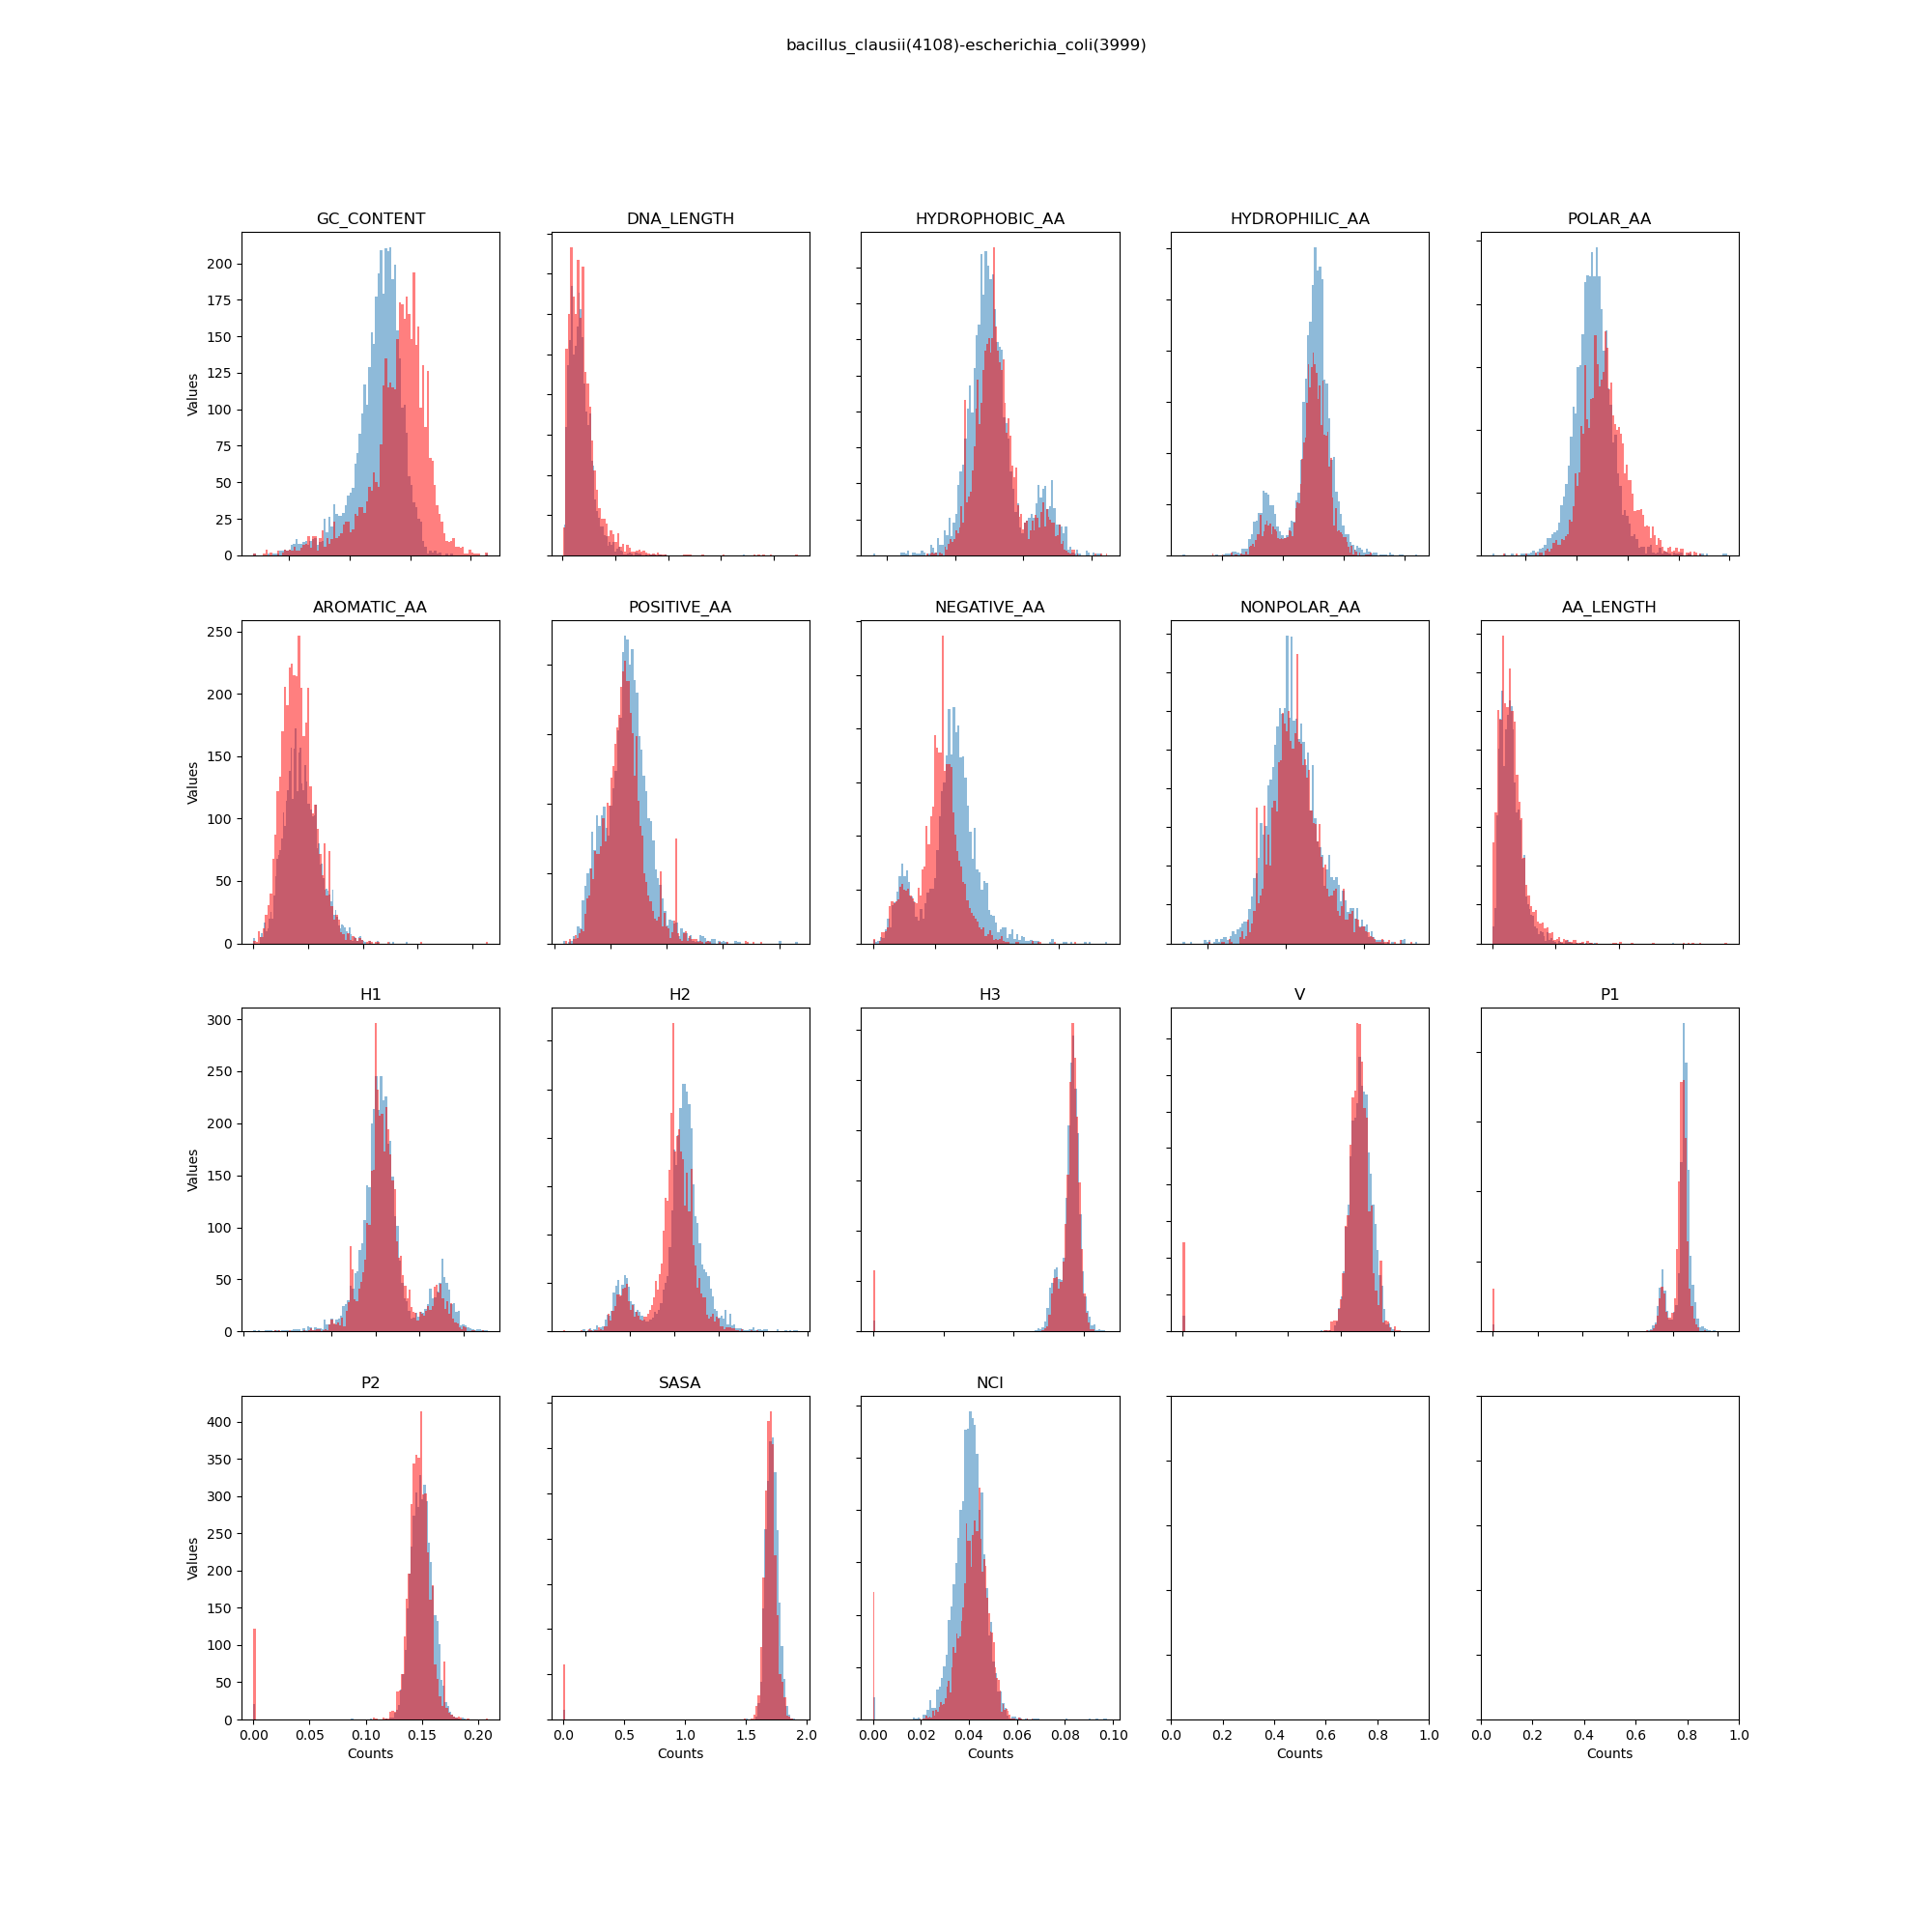 bacillus_clausii(4108)-escherichia_coli(3999)
GC_CONTENT
DNA_LENGTH
HYDROPHOBIC_AA
HYDROPHILIC_AA
POLAR_AA
200
175
150
125
100
75
50
25
0
Values
AROMATIC_AA
POSITIVE_AA
NEGATIVE_AA
NONPOLAR_AA
AA_LENGTH
250
200
150
100
50
0
Values
H1
H2
H3
V
P1
300
250
200
150
100
50
0
Values
P2
SASA
NCI
400
350
300
250
200
150
100
50
0
Values
0.00 0.05 0.10 0.15 0.20
0.0 0.5 1.0 1.5 2.0
0.00 0.02 0.04 0.06 0.08 0.10
0.0 0.2 0.4 0.6 0.8 1.0
0.0 0.2 0.4 0.6 0.8 1.0
Counts
Counts
Counts
Counts
Counts